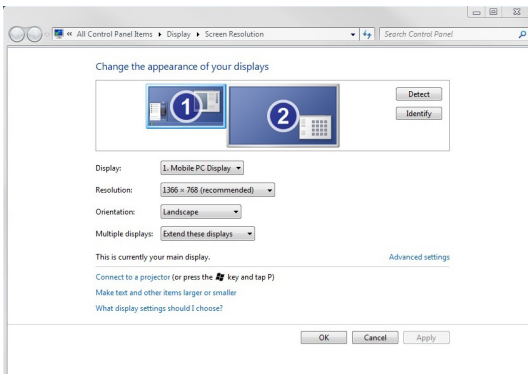 « All Control Panel Items ▸ Display ▸ Screen Resolution Search Control Panel
Change the appearance of your displays
1 2
Detect
Identify
Display: 1. Mobile PC Display
Resolution: 1366 × 768 (recommended)
Orientation: Landscape
Multiple displays: Extend these displays
This is currently your main display. Advanced settings
Connect to a projector (or press the key and tap P)
Make text and other items larger or smaller
What display settings should I choose?
OK Cancel Apply